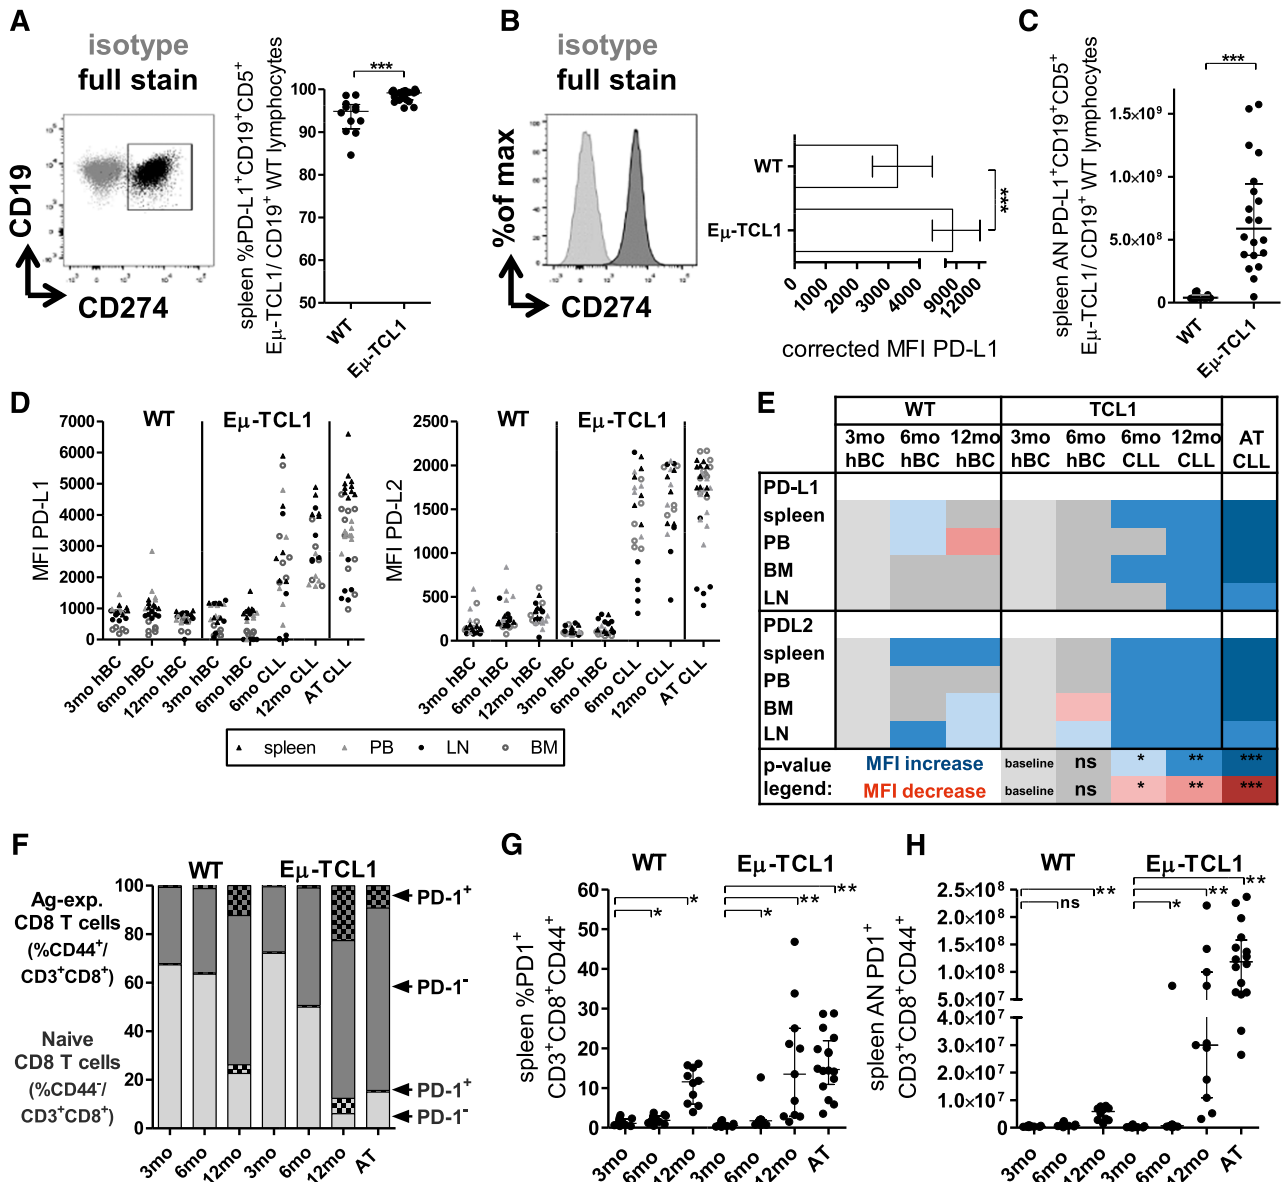 A
isotype
full stain
CD19
CD274
spleen %PD-L1+CD19+CD5+
Eµ-TCL1/ CD19+ WT lymphocytes
100
90
80
70
60
50
***
WT
Eµ-TCL1
B
isotype
full stain
%of max
CD274
WT
Eµ-TCL1
***
0
1000
2000
3000
4000
9000
12000
corrected MFI PD-L1
C
spleen AN PD-L1+CD19+CD5+
Eµ-TCL1/ CD19+ WT lymphocytes
***
1.5×10⁹
1.0×10⁹
5.0×10⁸
0
WT
Eµ-TCL1
D
WT
Eµ-TCL1
MFI PD-L1
7000
6000
5000
4000
3000
2000
1000
0
3mo hBC
6mo hBC
12mo hBC
3mo hBC
6mo hBC
6mo CLL
12mo CLL
AT CLL
WT
Eµ-TCL1
MFI PD-L2
2500
2000
1500
1000
500
0
3mo hBC
6mo hBC
12mo hBC
3mo hBC
6mo hBC
6mo CLL
12mo CLL
AT CLL
spleen PB LN BM
E
WT TCL1
3mo 6mo 12mo 3mo 6mo 6mo 12mo AT
hBC hBC hBC hBC hBC CLL CLL CLL
PD-L1
spleen
PB
BM
LN
PDL2
spleen
PB
BM
LN
p-value MFI increase baseline ns * ** ***
legend: MFI decrease baseline ns * ** ***
F
WT
Eµ-TCL1
Ag-exp.
CD8 T cells
(%CD44+/
CD3+CD8+)
Naive
CD8 T cells
(%CD44-/
CD3+CD8+)
100
80
60
40
20
0
PD-1+
PD-1-
PD-1+
PD-1-
3mo
6mo
12mo
3mo
6mo
12mo
AT
G
WT
Eµ-TCL1
spleen %PD1+
CD3+CD8+CD44+
60
50
40
30
20
10
0
*
*
**
**
*
3mo
6mo
12mo
3mo
6mo
12mo
AT
H
WT
Eµ-TCL1
spleen AN PD1+
CD3+CD8+CD44+
2.5×10⁸
2.0×10⁸
1.5×10⁸
1.0×10⁸
5.0×10⁷
4.0×10⁷
3.0×10⁷
2.0×10⁷
1.0×10⁷
0
**
ns
**
**
*
3mo
6mo
12mo
3mo
6mo
12mo
AT